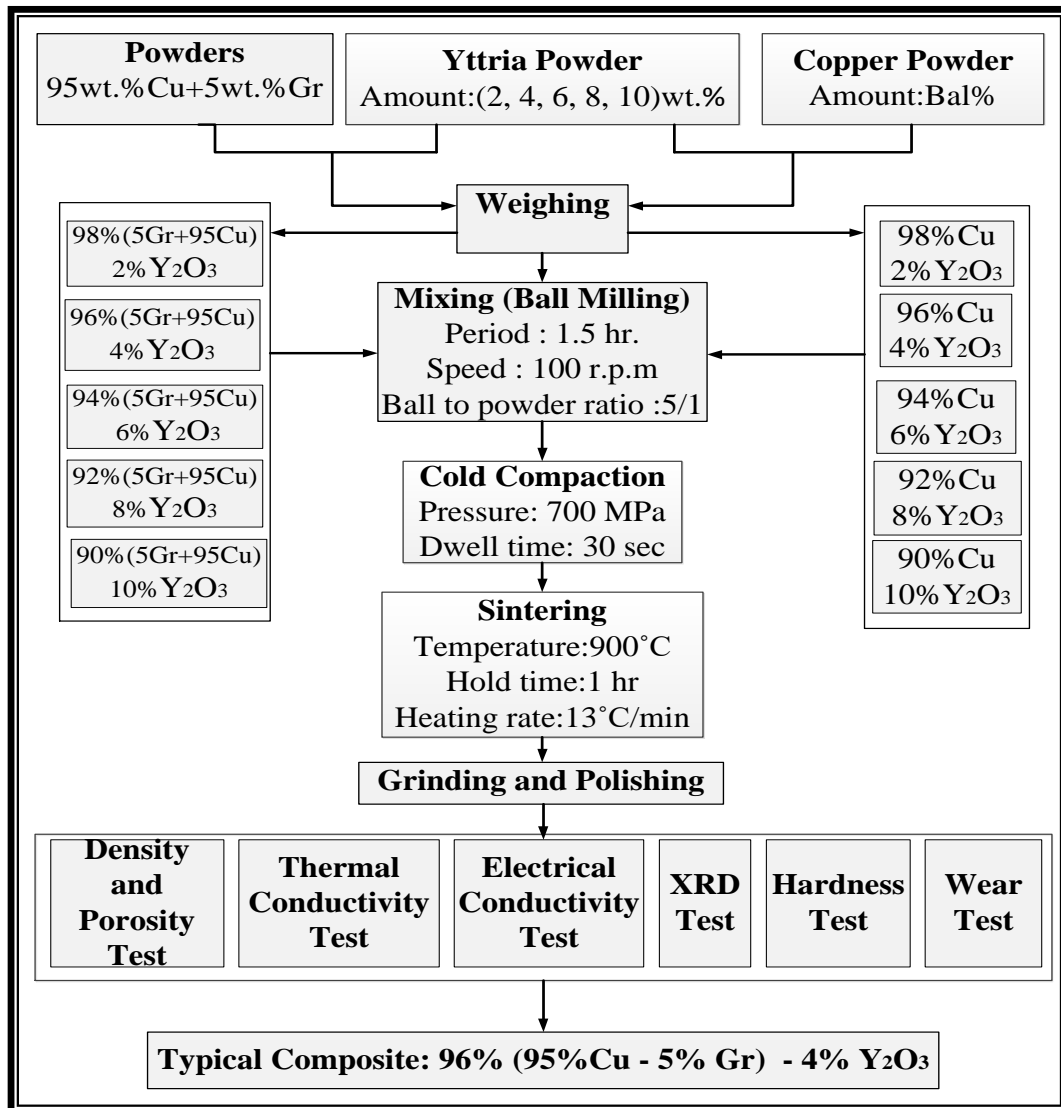 Powders
95wt.%Cu+5wt.%Gr
Yttria Powder
Amount:(2, 4, 6, 8, 10)wt.%
Copper Powder
Amount:Bal%
Weighing
98%(5Gr+95Cu)
2%Y₂O₃
96%(5Gr+95Cu)
4%Y₂O₃
94%(5Gr+95Cu)
6%Y₂O₃
92%(5Gr+95Cu)
8%Y₂O₃
90%(5Gr+95Cu)
10%Y₂O₃
Mixing (Ball Milling)
Period : 1.5 hr.
Speed : 100 r.p.m
Ball to powder ratio :5/1
98%Cu
2%Y₂O₃
96%Cu
4%Y₂O₃
94%Cu
6%Y₂O₃
92%Cu
8%Y₂O₃
90%Cu
10%Y₂O₃
Cold Compaction
Pressure: 700 MPa
Dwell time: 30 sec
Sintering
Temperature:900˚C
Hold time:1 hr
Heating rate:13˚C/min
Grinding and Polishing
Density
and
Porosity
Test
Thermal
Conductivity
Test
Electrical
Conductivity
Test
XRD
Test
Hardness
Test
Wear
Test
Typical Composite: 96% (95%Cu - 5% Gr) - 4% Y₂O₃